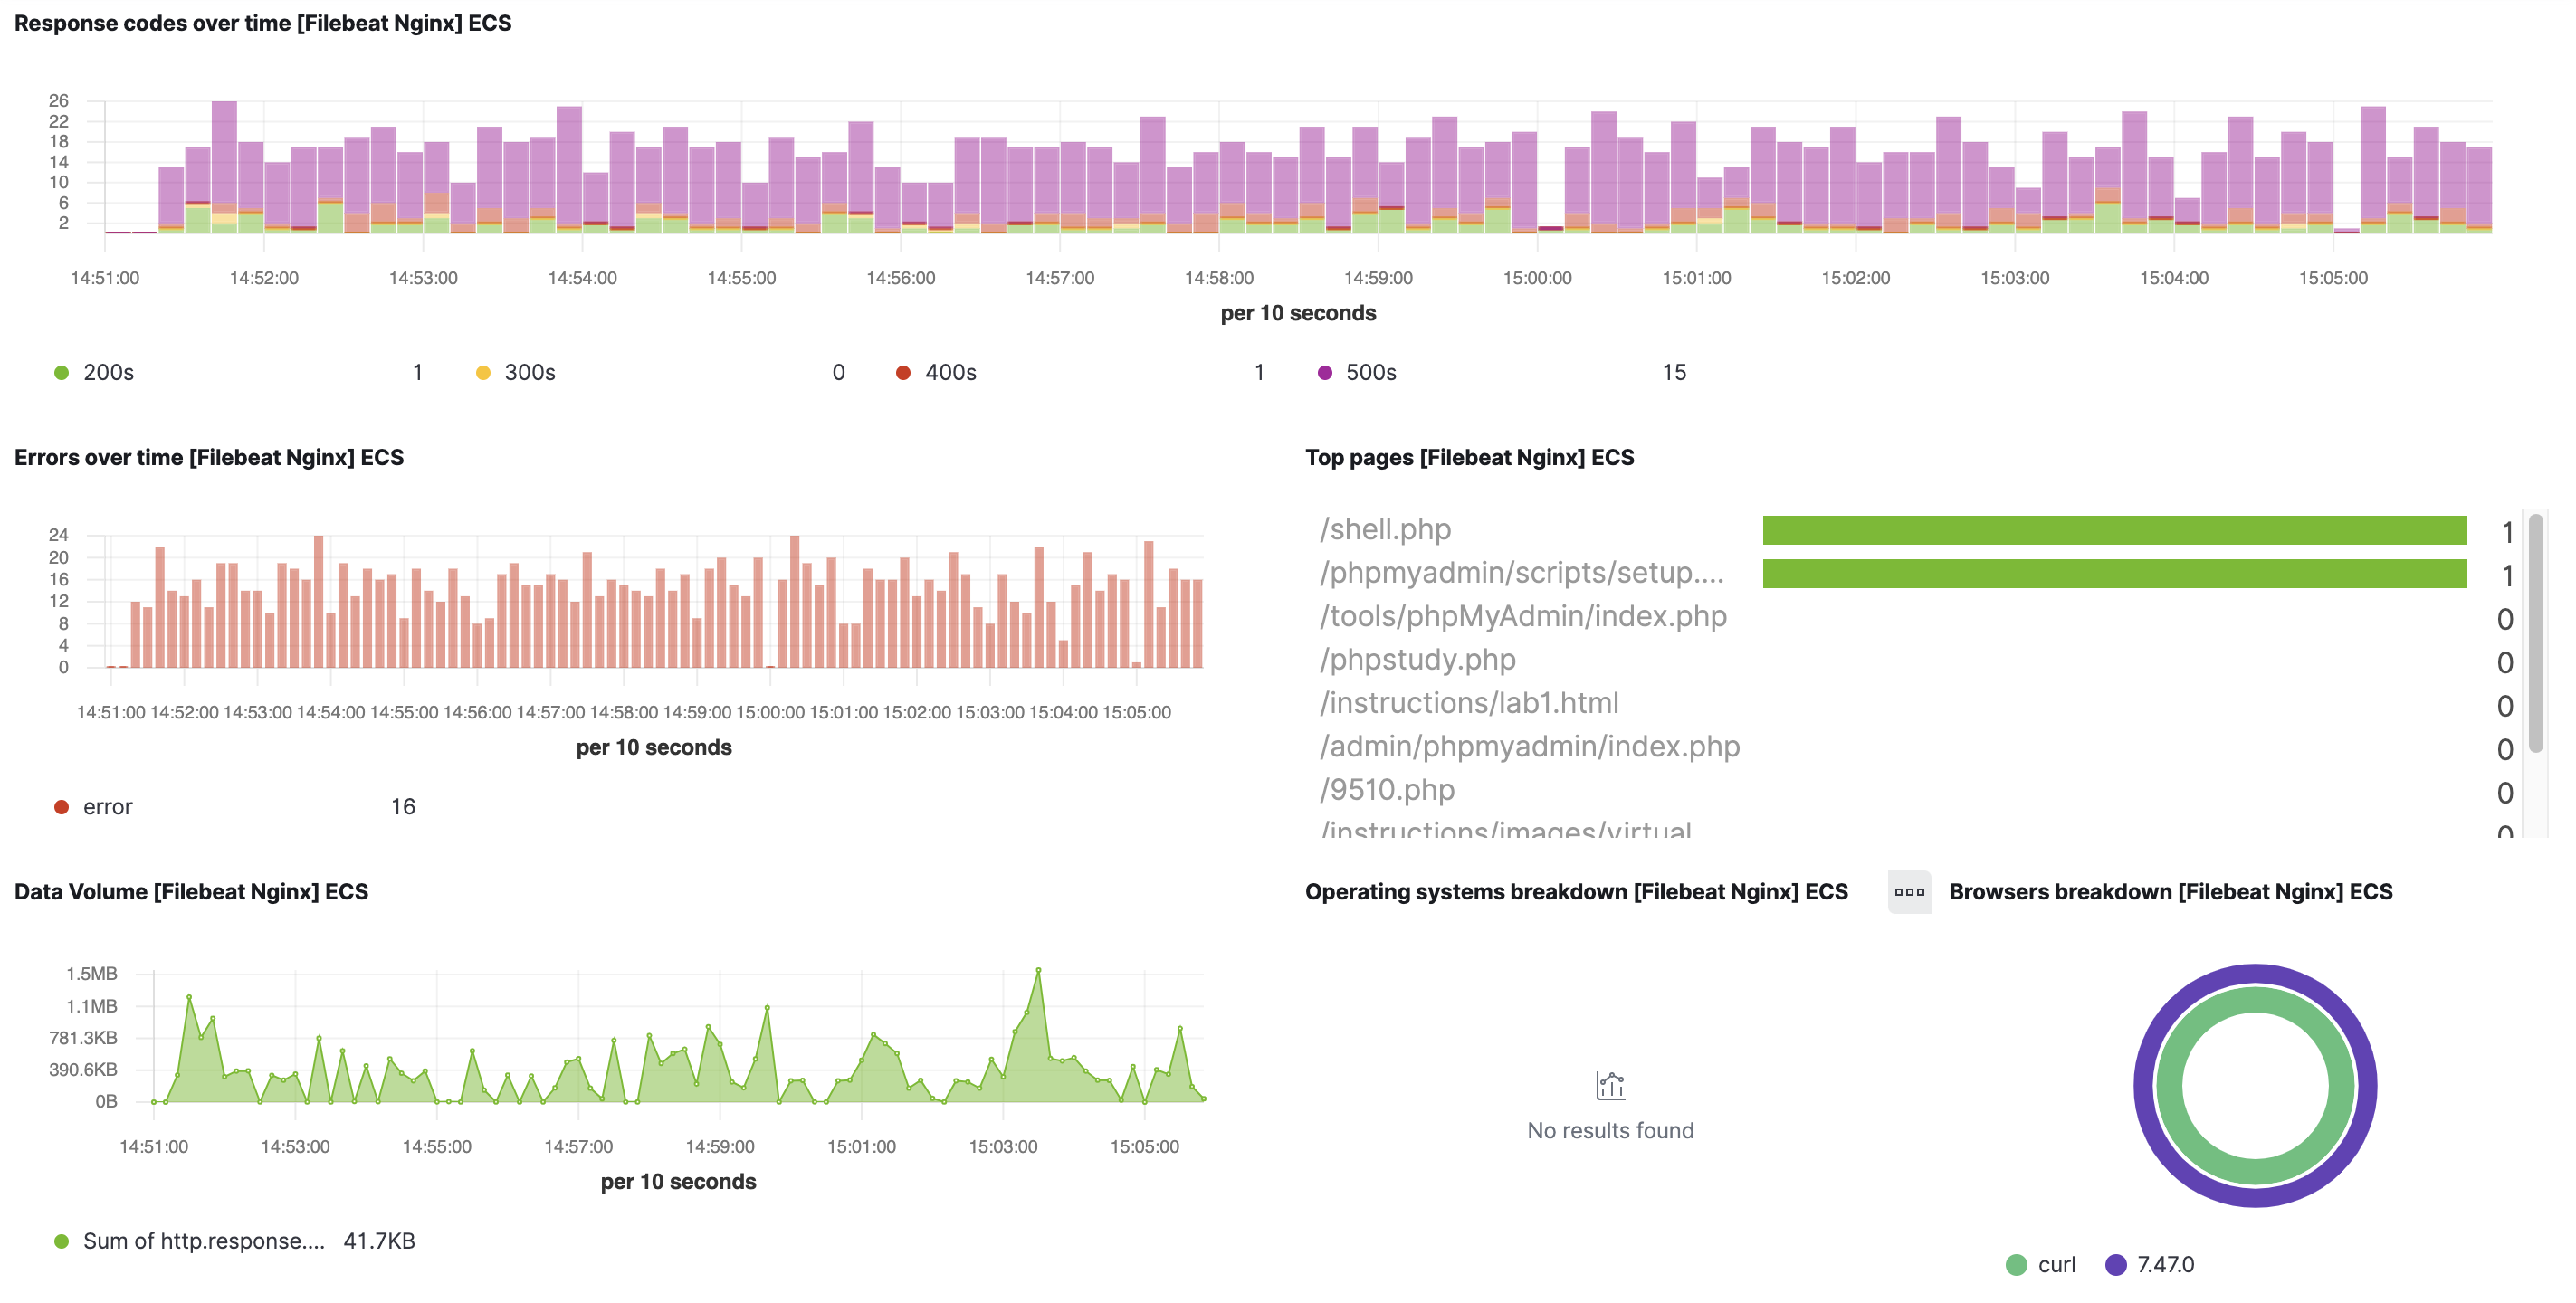 Response codes over time [Filebeat Nginx] ECS
26
22
18
14
10
6
2
14:51:00 14:52:00 14:53:00 14:54:00 14:55:00 14:56:00 14:57:00 14:58:00 14:59:00 15:00:00 15:01:00 15:02:00 15:03:00 15:04:00 15:05:00
per 10 seconds
200s 1 300s 0 400s 1 500s 15
Errors over time [Filebeat Nginx] ECS
24
20
16
12
8
4
0
14:51:00 14:52:00 14:53:00 14:54:00 14:55:00 14:56:00 14:57:00 14:58:00 14:59:00 15:00:00 15:01:00 15:02:00 15:03:00 15:04:00 15:05:00
per 10 seconds
error 16
Top pages [Filebeat Nginx] ECS
/shell.php 1
/phpmyadmin/scripts/setup.... 1
/tools/phpMyAdmin/index.php 0
/phpstudy.php 0
/instructions/lab1.html 0
/admin/phpmyadmin/index.php 0
/9510.php 0
/instructions/images/virtual 0
Data Volume [Filebeat Nginx] ECS
1.5MB
1.1MB
781.3KB
390.6KB
0B
14:51:00 14:53:00 14:55:00 14:57:00 14:59:00 15:01:00 15:03:00 15:05:00
per 10 seconds
Sum of http.response.... 41.7KB
Operating systems breakdown [Filebeat Nginx] ECS
No results found
Browsers breakdown [Filebeat Nginx] ECS
curl 7.47.0